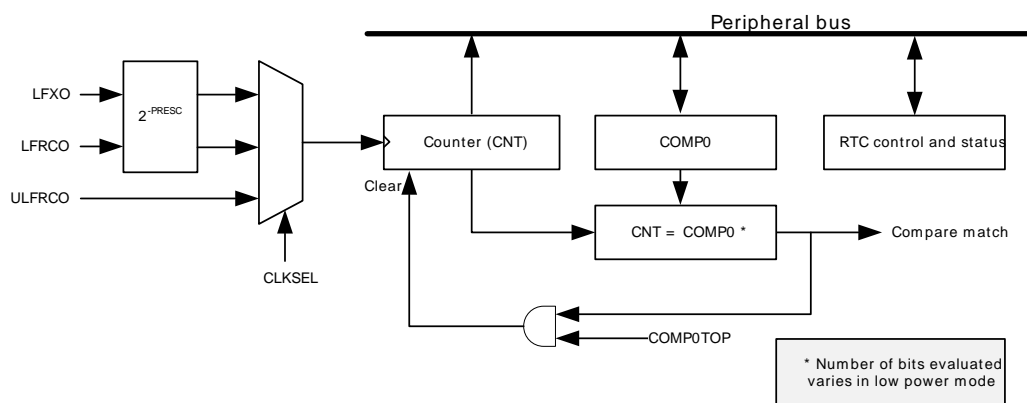 Peripheral bus
LFXO
2^-PRESC
LFRCO
ULFRCO
CLKSEL
Counter (CNT)
Clear
COMP0
RTC control and status
CNT = COMP0 *
Compare match
COMP0TOP
* Number of bits evaluated
varies in low power mode